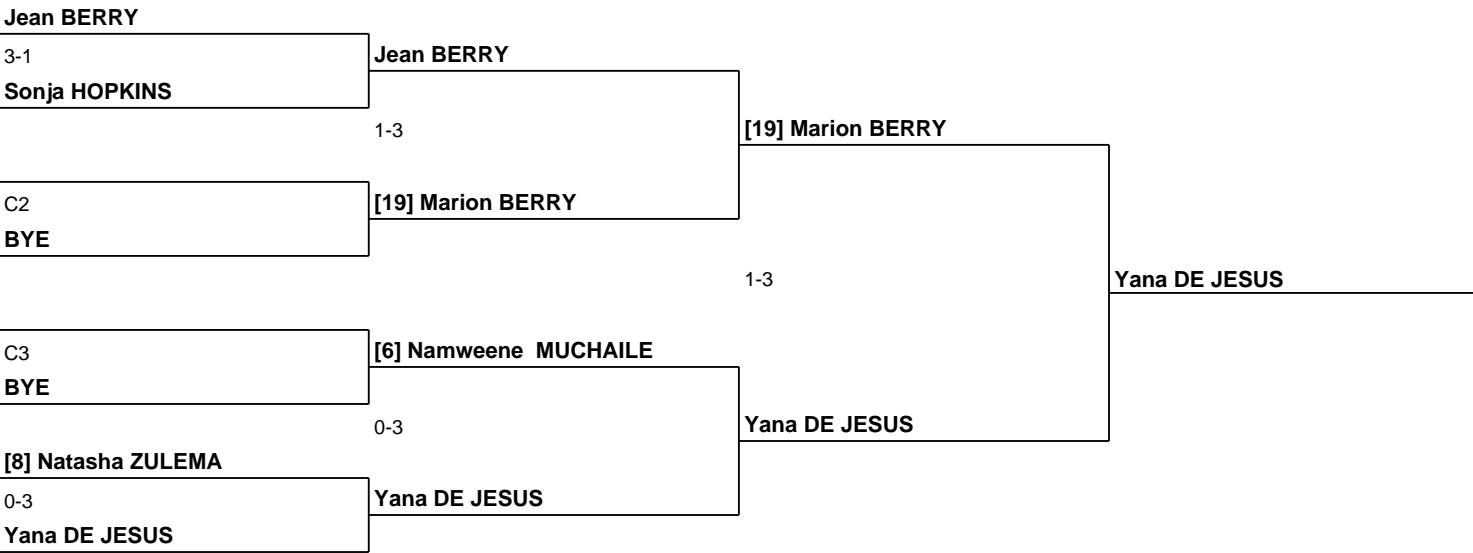 Jean BERRY
3-1
Jean BERRY
Sonja HOPKINS
1-3
[19] Marion BERRY
C2
[19] Marion BERRY
BYE
1-3
Yana DE JESUS
C3
[6] Namweene  MUCHAILE
BYE
0-3
Yana DE JESUS
[8] Natasha ZULEMA
0-3
Yana DE JESUS
Yana DE JESUS